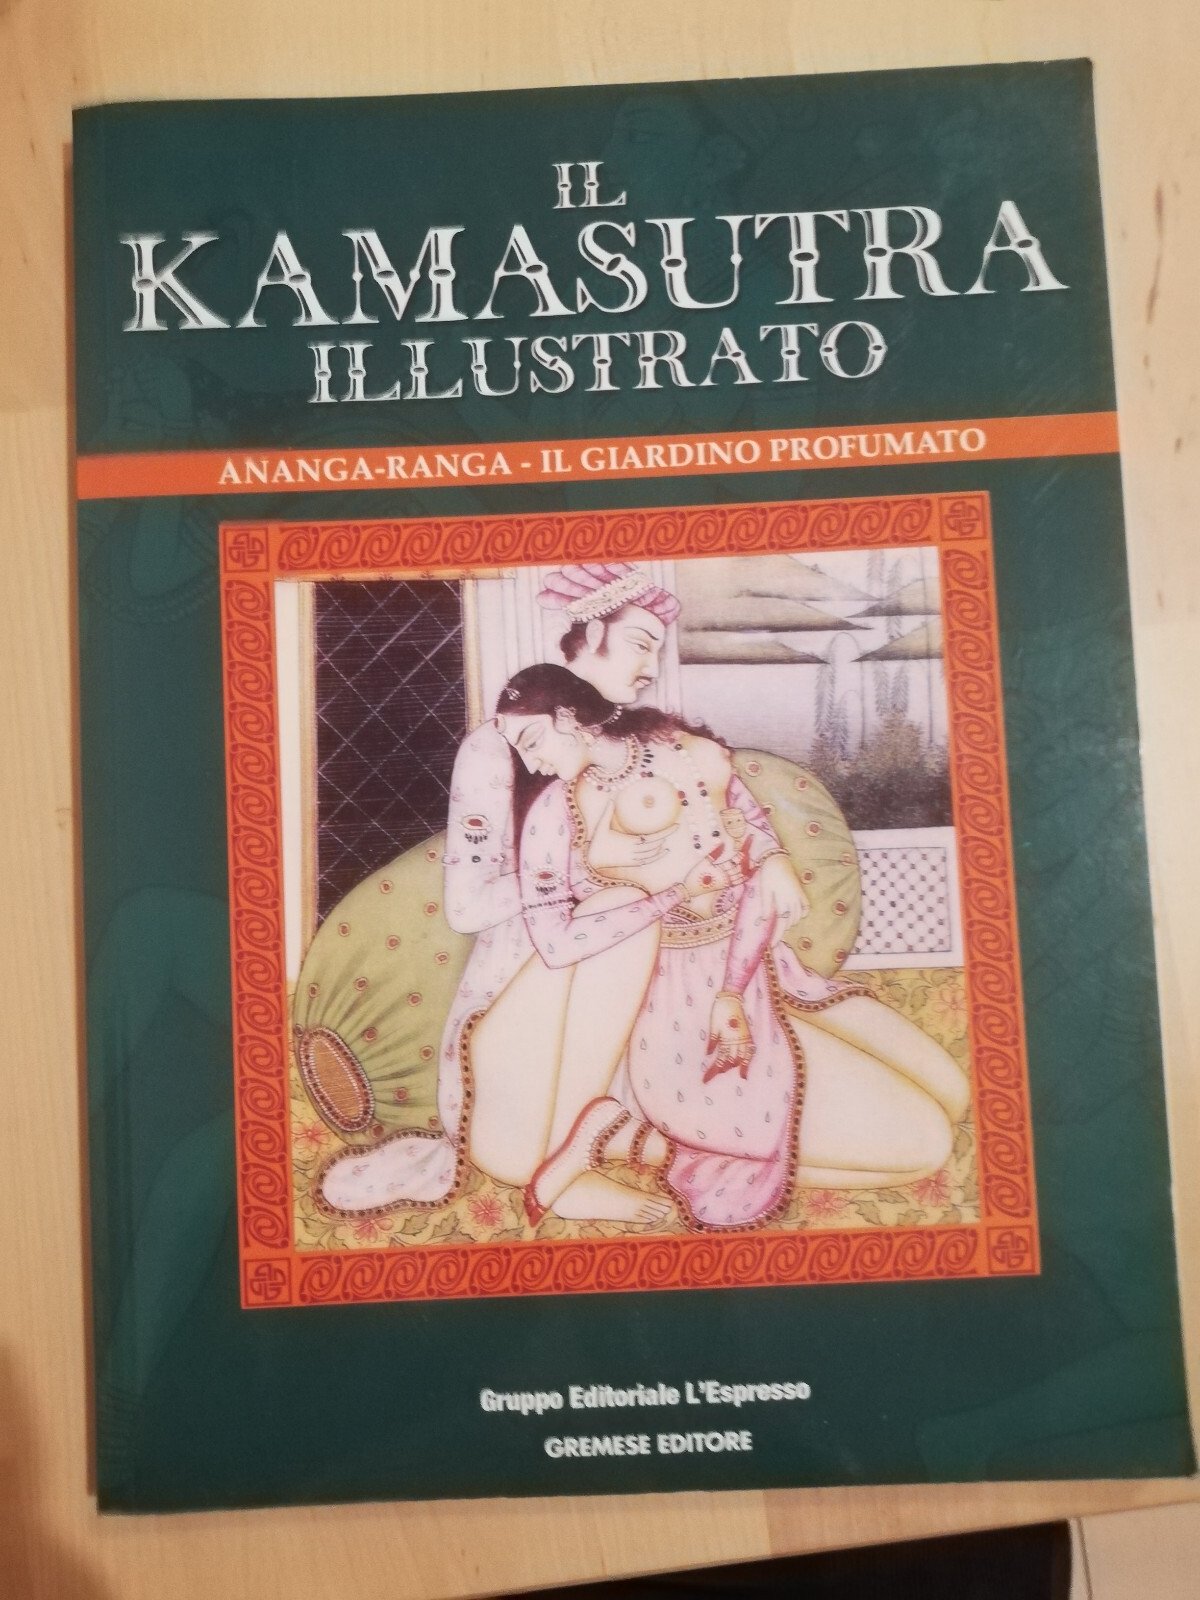 IL
KAMASUTRA
ILLUSTRATO
ANANGA-RANGA - IL GIARDINO PROFUMATO
Gruppo Editoriale L'Espresso
GREMESE EDITORE